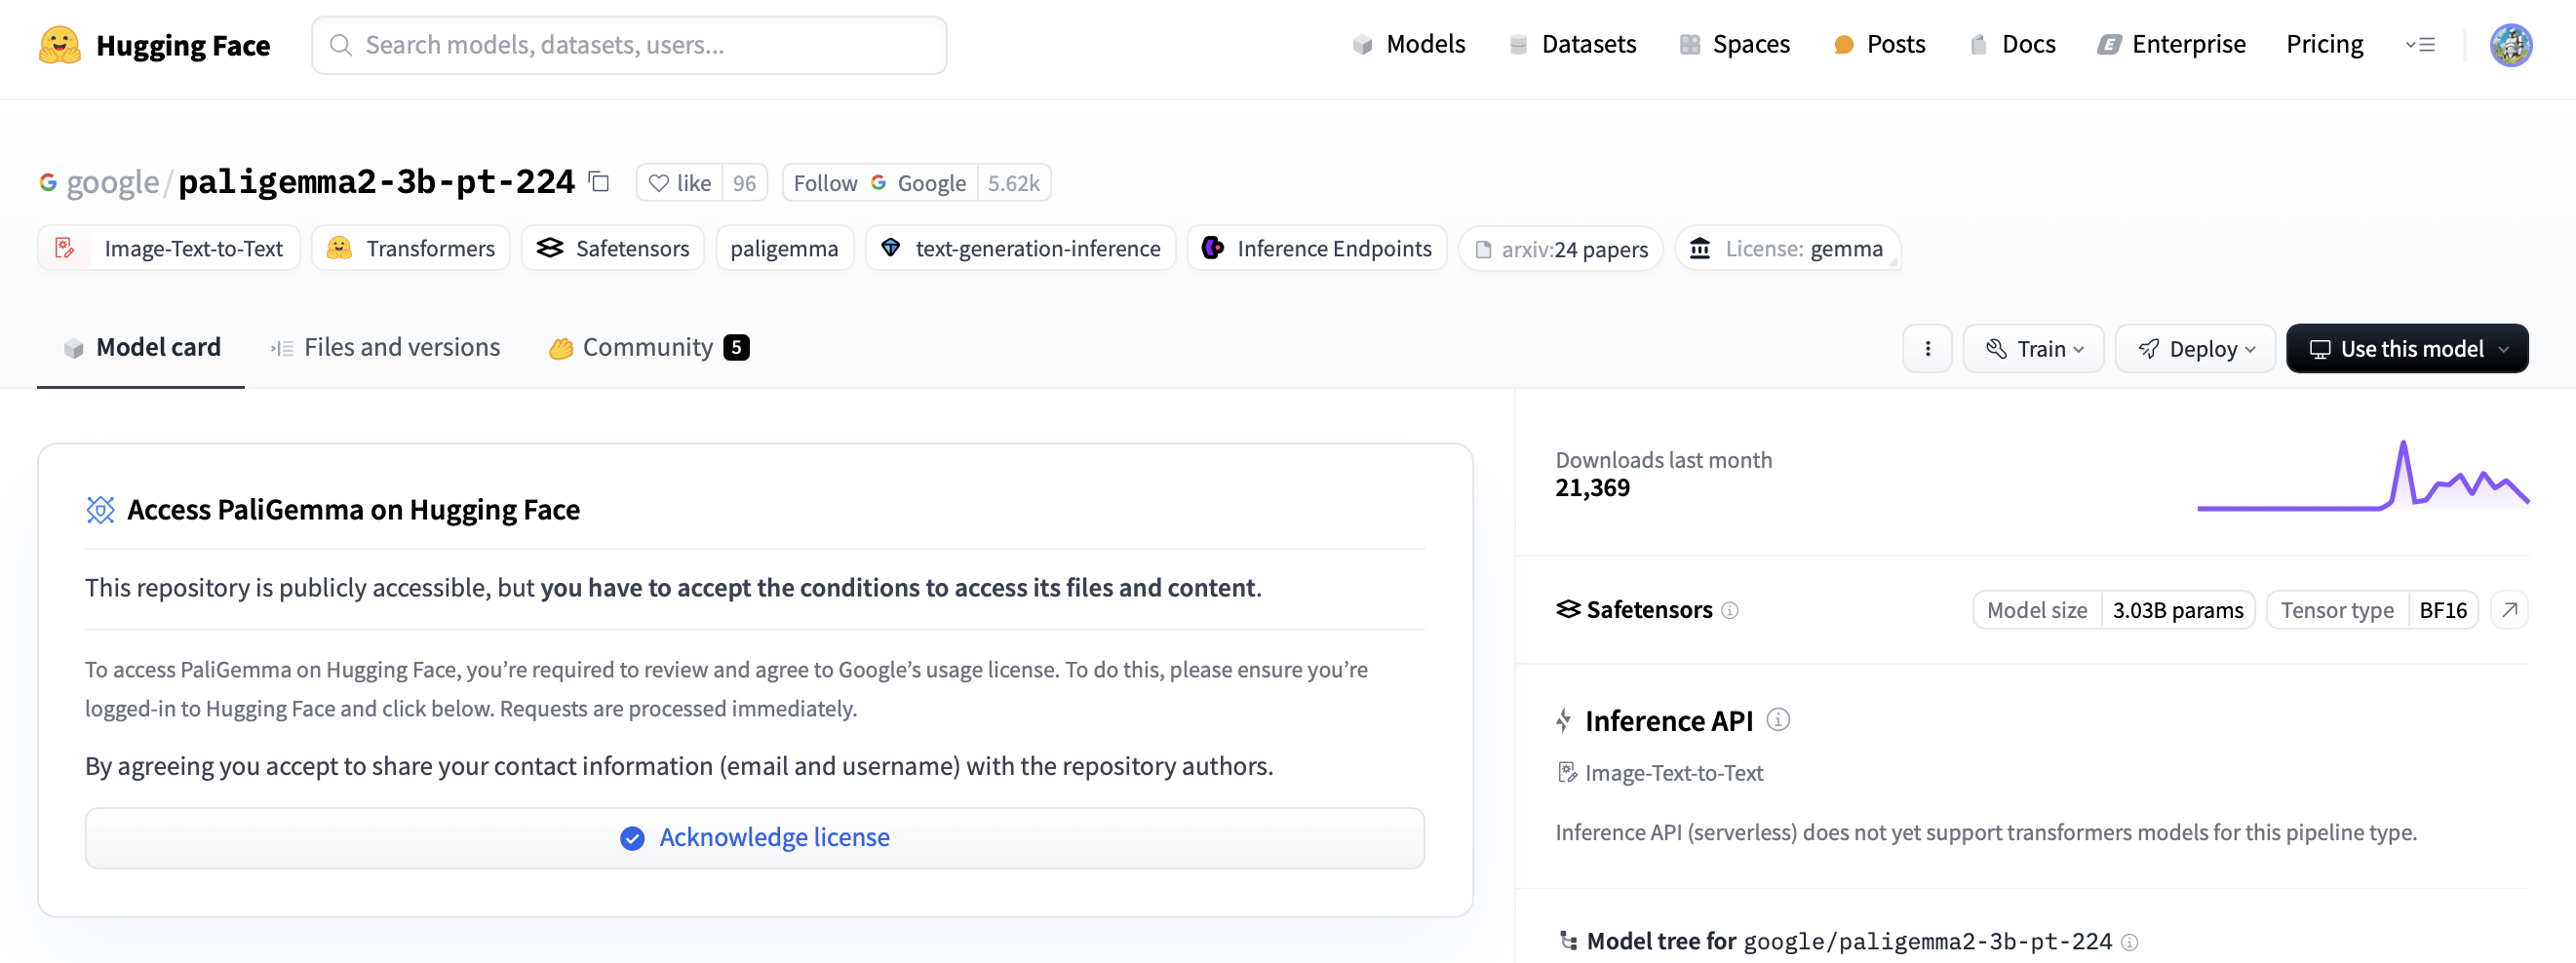 Hugging Face
Search models, datasets, users...
Models
Datasets
Spaces
Posts
Docs
Enterprise
Pricing
google/paligemma2-3b-pt-224
like 96
Follow Google 5.62k
Image-Text-to-Text
Transformers
Safetensors
paligemma
text-generation-inference
Inference Endpoints
arxiv:24 papers
License: gemma
Model card
Files and versions
Community 5
Train
Deploy
Use this model
Access PaliGemma on Hugging Face
This repository is publicly accessible, but you have to accept the conditions to access its files and content.
To access PaliGemma on Hugging Face, you’re required to review and agree to Google’s usage license. To do this, please ensure you’re
logged-in to Hugging Face and click below. Requests are processed immediately.
By agreeing you accept to share your contact information (email and username) with the repository authors.
Acknowledge license
Downloads last month
21,369
Safetensors
Model size 3.03B params
Tensor type BF16
Inference API
Image-Text-to-Text
Inference API (serverless) does not yet support transformers models for this pipeline type.
Model tree for google/paligemma2-3b-pt-224